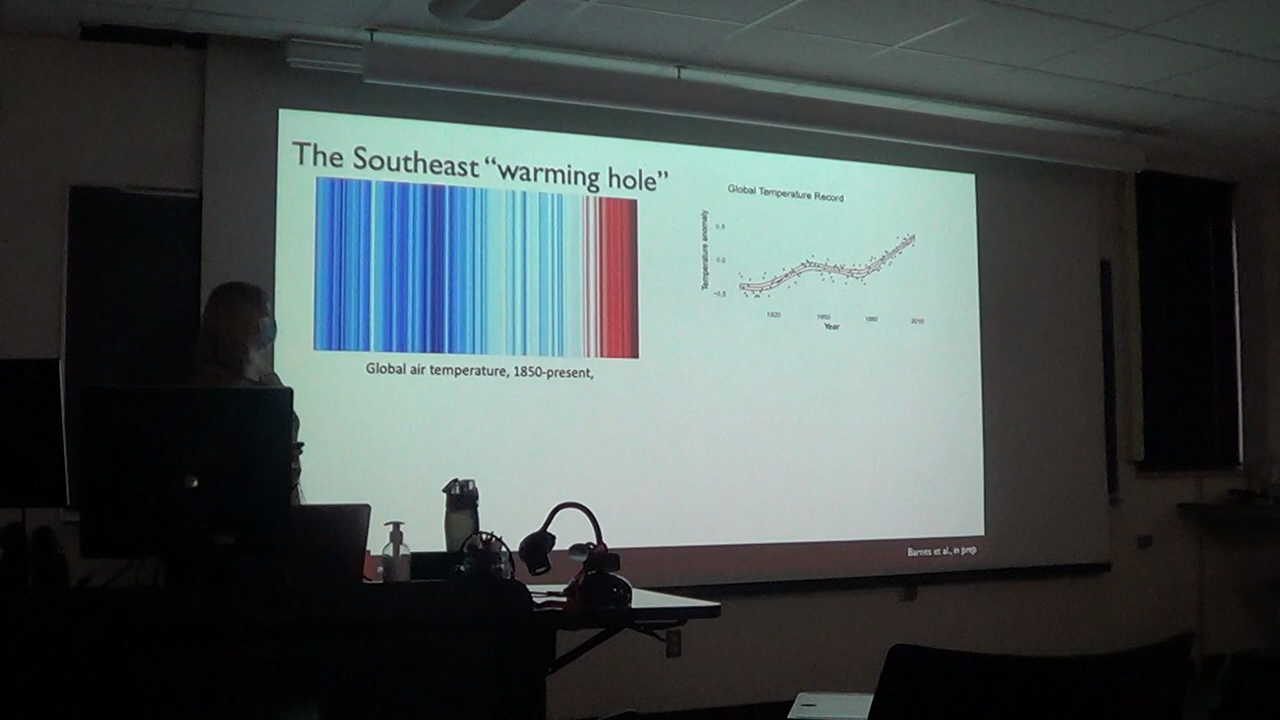 The Southeast “warming hole”
Global air temperature, 1850-present,
Global Temperature Record
Temperature anomaly
0.5
0.0
-0.5
1920
1950
1980
2010
Year
Barnes et al., in prep